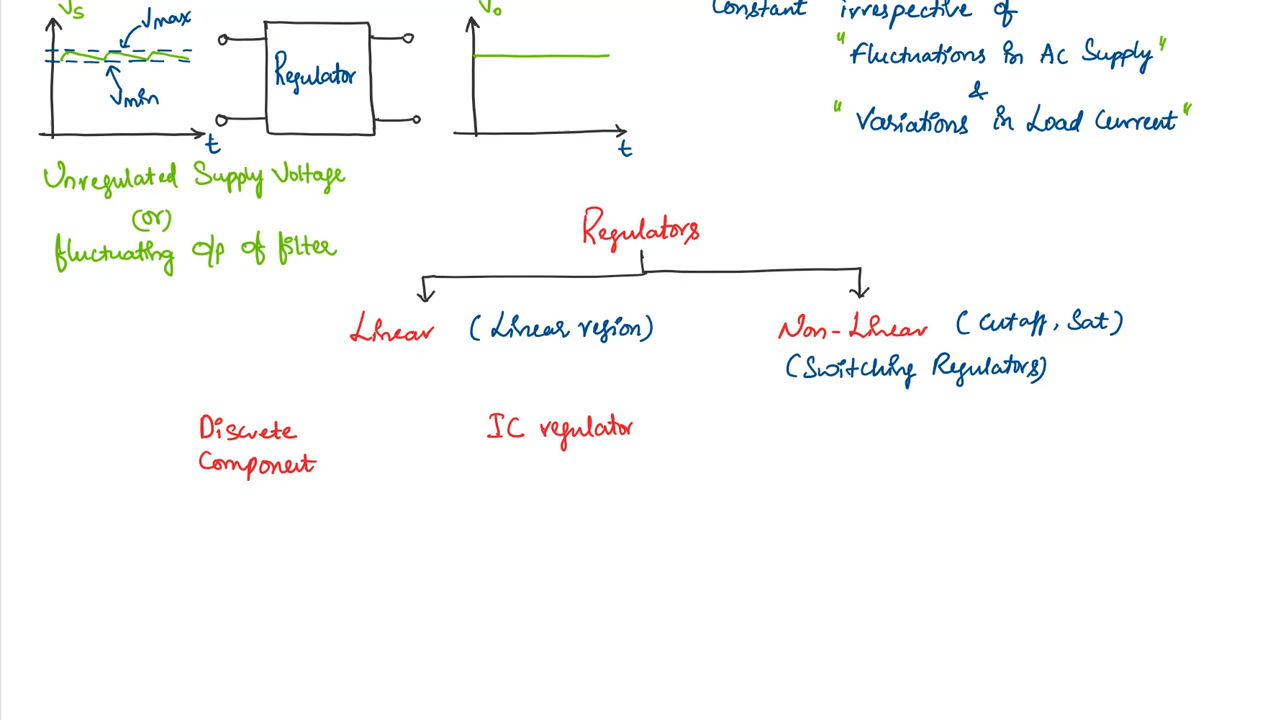 Vs
Vmax
Vmin
t
Regulator
Vo
t
Constant irrespective of
"Fluctuations in AC Supply"
&
"Variations in Load Current"
Unregulated Supply Voltage
(or)
fluctuating o/p of filter
Regulators
Linear (Linear region)
Non-Linear (Cutoff, Sat)
(Switching Regulators)
Discrete
Component
IC regulator